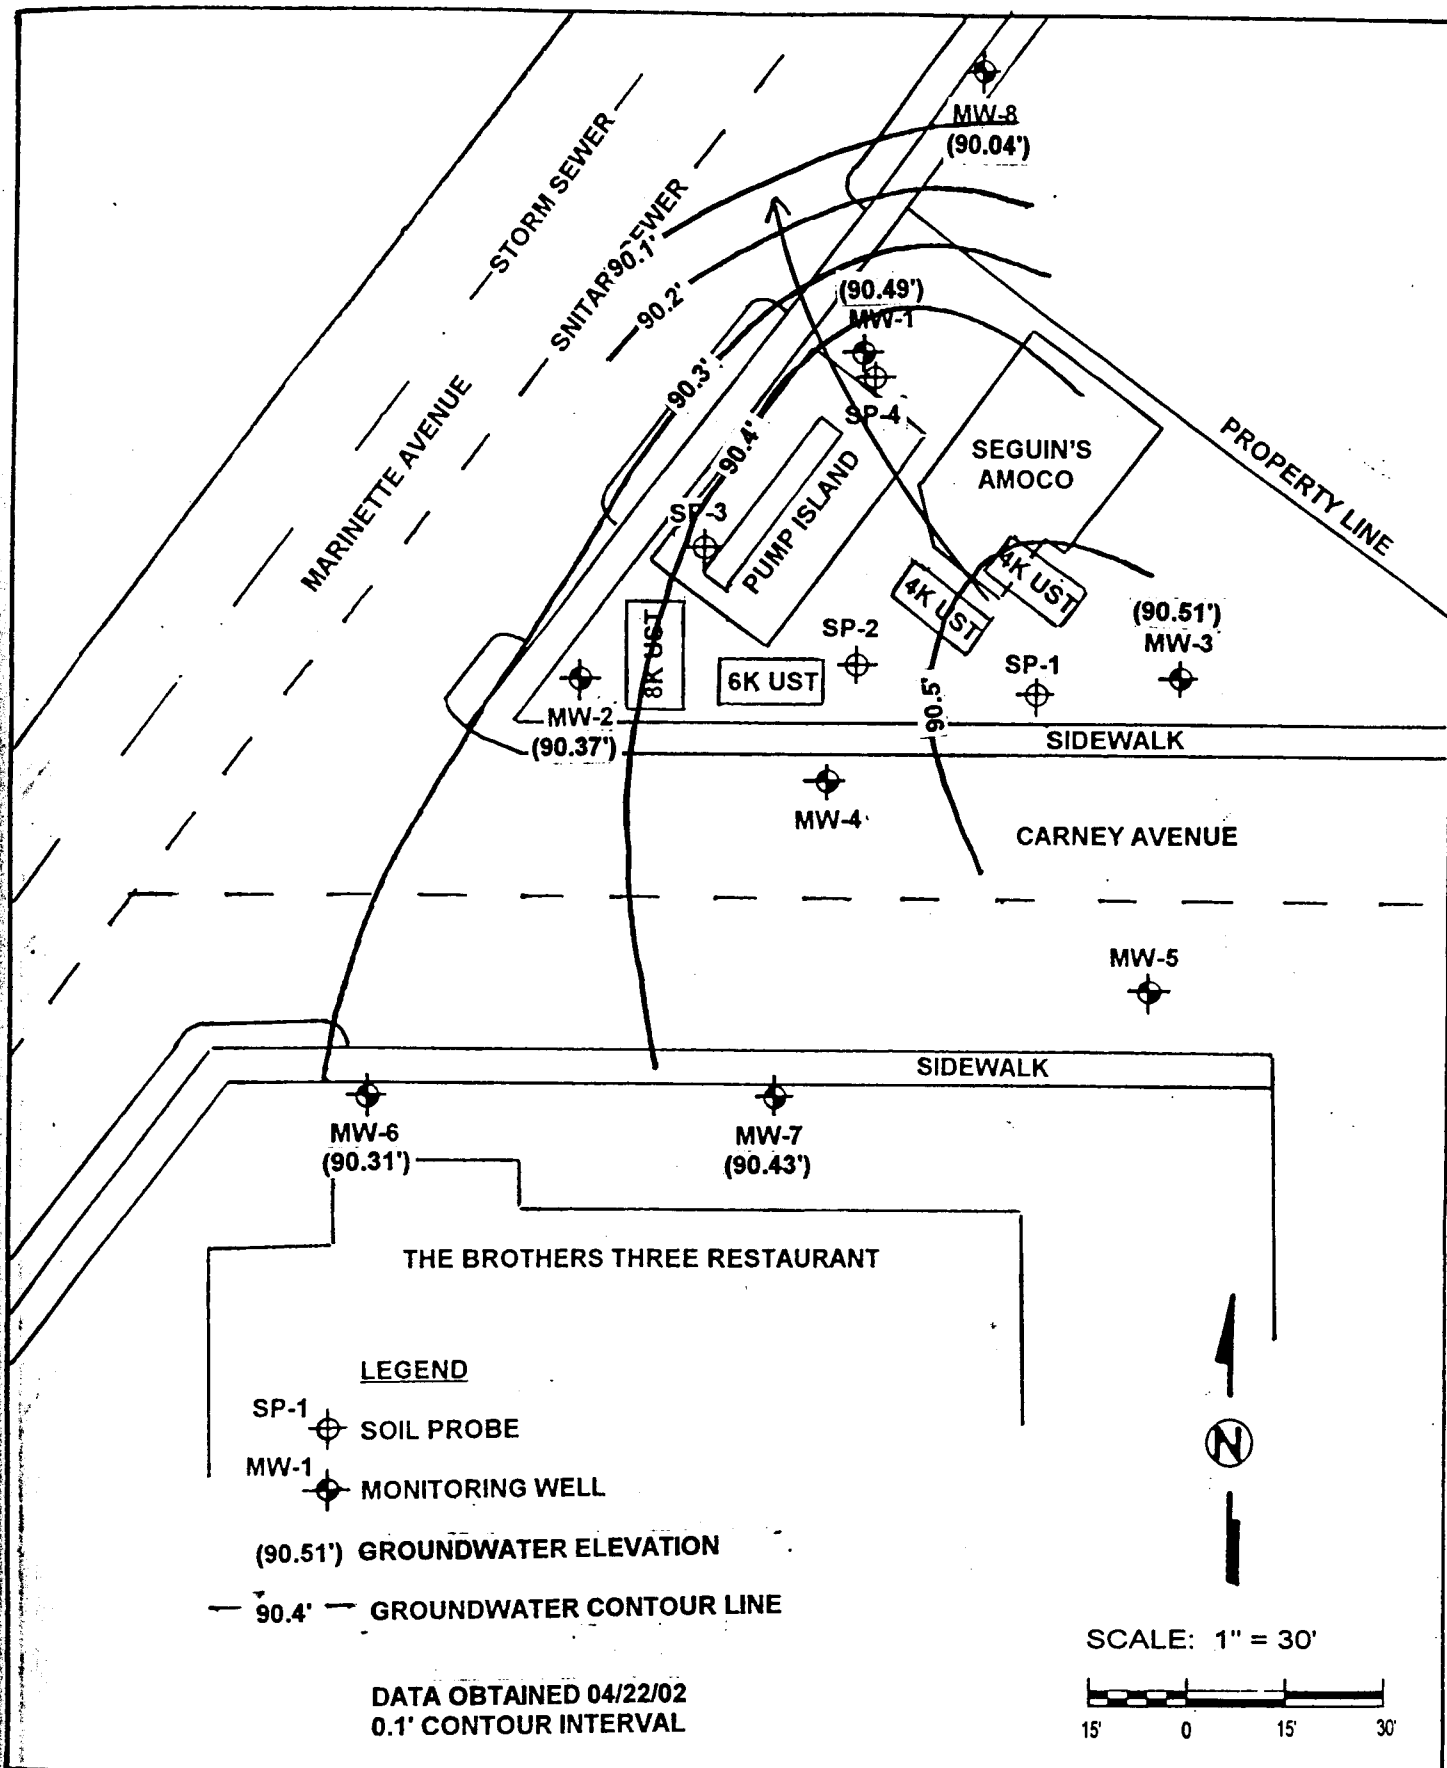 MW-8
(90.04')
STORM SEWER
SNITAR SEWER
90.1'
90.2'
(90.49')
MW-1
90.3'
SP-4
90.4'
SEGUIN'S
AMOCO
PROPERTY LINE
MARINETTE AVENUE
SP-3
PUMP ISLAND
4K UST
4K UST
(90.51')
MW-3
8K UST
SP-2
6K UST
SP-1
90.5'
MW-2
(90.37')
SIDEWALK
MW-4
CARNEY AVENUE
MW-5
SIDEWALK
MW-6
(90.31')
MW-7
(90.43')
THE BROTHERS THREE RESTAURANT
LEGEND
SP-1
SOIL PROBE
MW-1
MONITORING WELL
(90.51') GROUNDWATER ELEVATION
90.4' GROUNDWATER CONTOUR LINE
N
SCALE: 1" = 30'
15' 0 15' 30'
DATA OBTAINED 04/22/02
0.1' CONTOUR INTERVAL